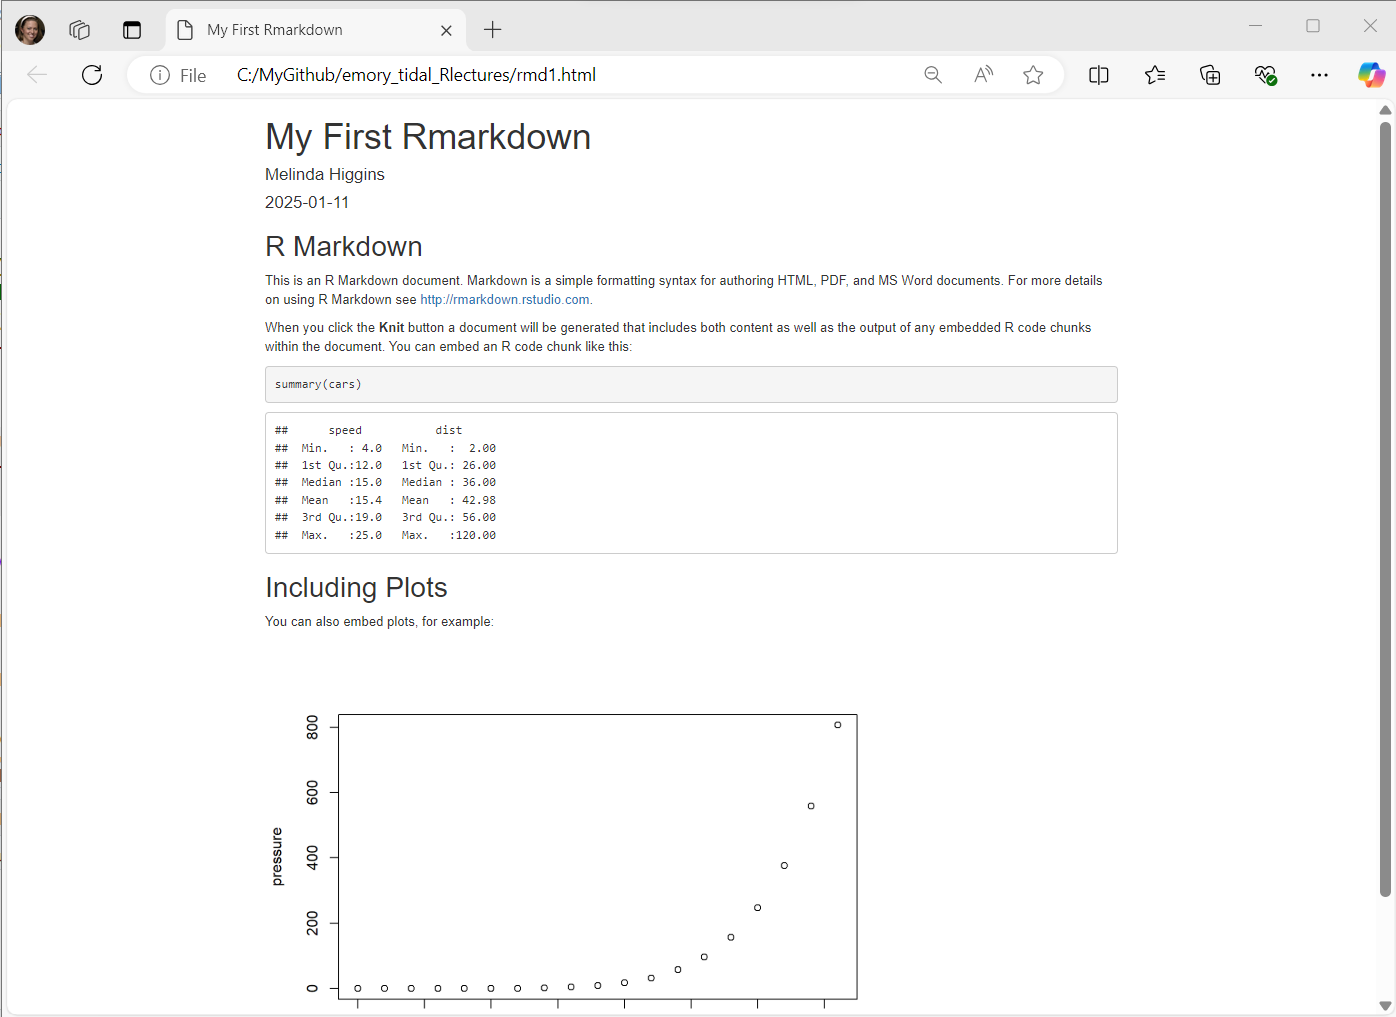 My First Rmarkdown
File C:/MyGithub/emory_tidal_Rlectures/rmd1.html
My First Rmarkdown
Melinda Higgins
2025-01-11
R Markdown
This is an R Markdown document. Markdown is a simple formatting syntax for authoring HTML, PDF, and MS Word documents. For more details
on using R Markdown see http://rmarkdown.rstudio.com.
When you click the Knit button a document will be generated that includes both content as well as the output of any embedded R code chunks
within the document. You can embed an R code chunk like this:
summary(cars)
##      speed           dist
##  Min.   : 4.0   Min.   :  2.00
##  1st Qu.:12.0   1st Qu.: 26.00
##  Median :15.0   Median : 36.00
##  Mean   :15.4   Mean   : 42.98
##  3rd Qu.:19.0   3rd Qu.: 56.00
##  Max.   :25.0   Max.   :120.00
Including Plots
You can also embed plots, for example:
800
600
400
200
0
pressure